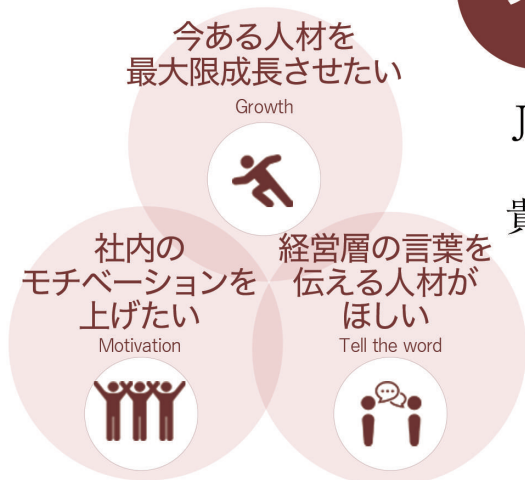 今ある人材を
最大限成長させたい
Growth
社内の
モチベーションを
上げたい
Motivation
経営層の言葉を
伝える人材が
ほしい
Tell the word
J
貴